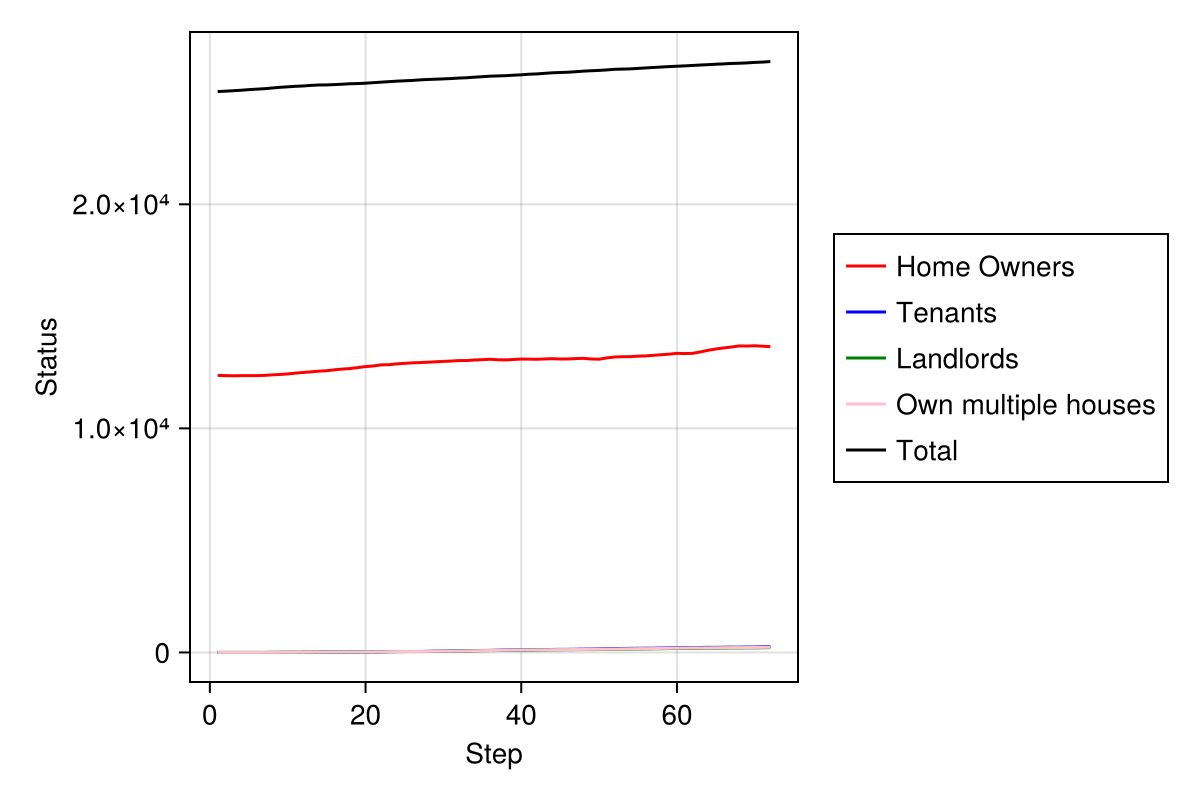 2.0×10⁴
1.0×10⁴
0
Status
0 20 40 60
Step
Home Owners
Tenants
Landlords
Own multiple houses
Total